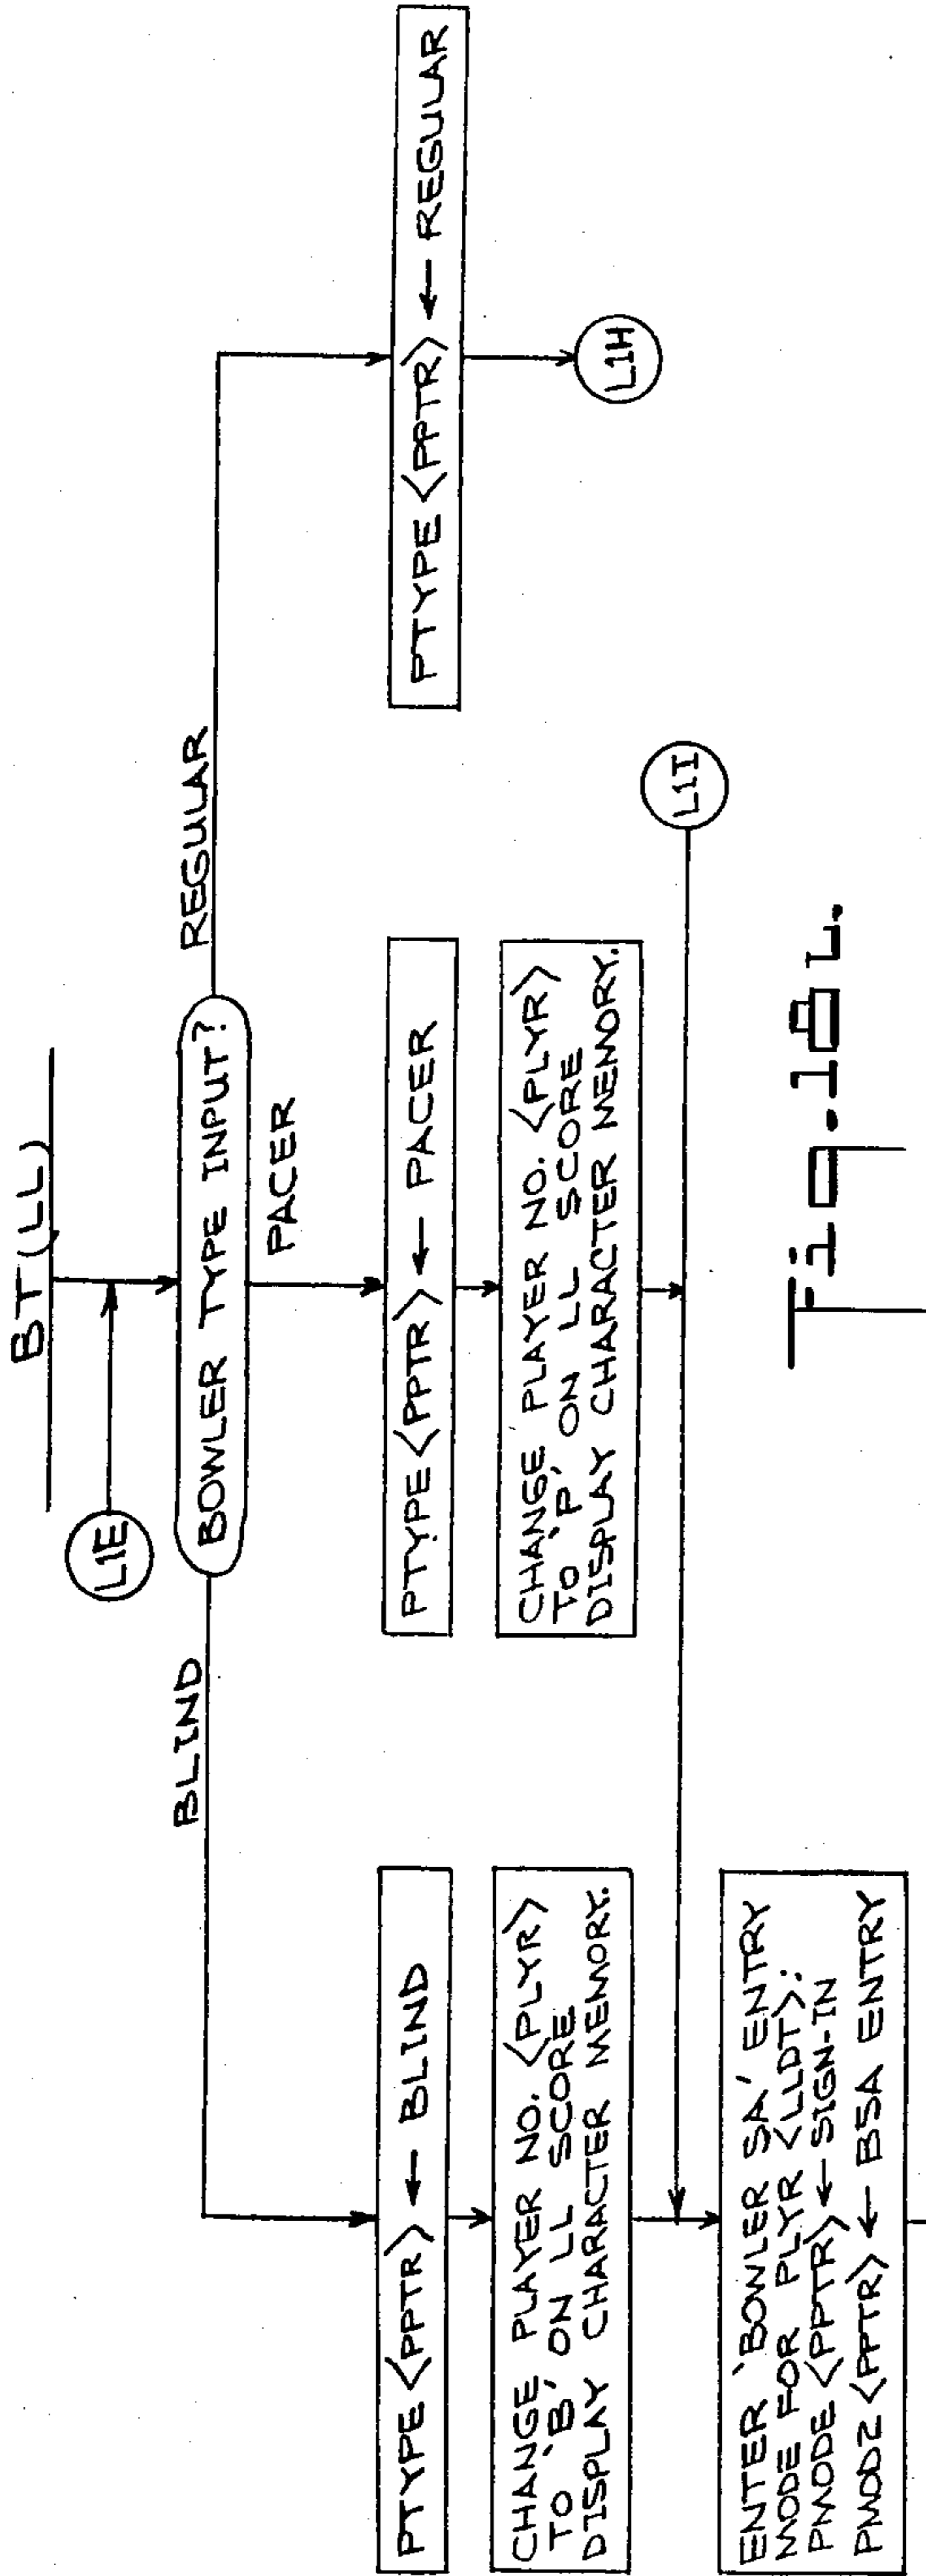 BT(LL)
L1E
BOWLER TYPE INPUT?
BLIND
PACER
REGULAR
PTYPE <PPTR> ← BLIND
CHANGE PLAYER NO. <PLYR>
TO 'B' ON LL SCORE
DISPLAY CHARACTER MEMORY.
PTYPE <PPTR> ← PACER
CHANGE PLAYER NO. <PLYR>
TO 'P' ON LL SCORE
DISPLAY CHARACTER MEMORY.
PTYPE <PPTR> ← REGULAR
L1H
L1I
ENTER 'BOWLER SA' ENTRY
MODE FOR PLYR <LLDT>:
PMODE <PPTR> ← SIGN-IN
PMOD2 <PPTR> ← BSA ENTRY